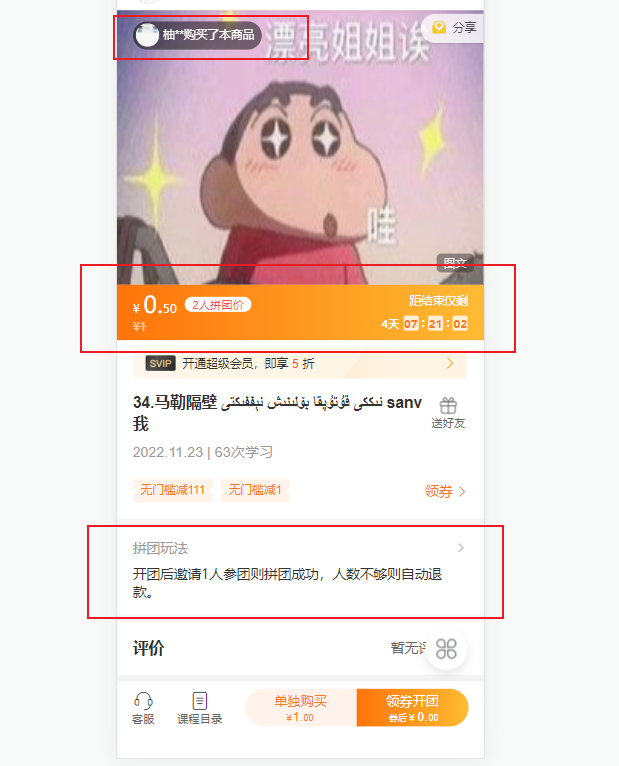 柚**购买了本商品
分享
漂亮姐姐诶
哇
图文
¥0.50 2人拼团价
¥1
距结束仅剩
4天 07:21:02
SVIP 开通超级会员，即享 5 折
34.马勒隔壁 نىككى قۇتۇپقا بۆلىنىش نېففىكتى sanv
我
送好友
2022.11.23 | 63次学习
无门槛减111 无门槛减1 领券
拼团玩法
开团后邀请1人参团则拼团成功，人数不够则自动退
款。
评价 暂无
客服 课程目录
单独购买
¥1.00
领券开团
券后 ¥ 0.00